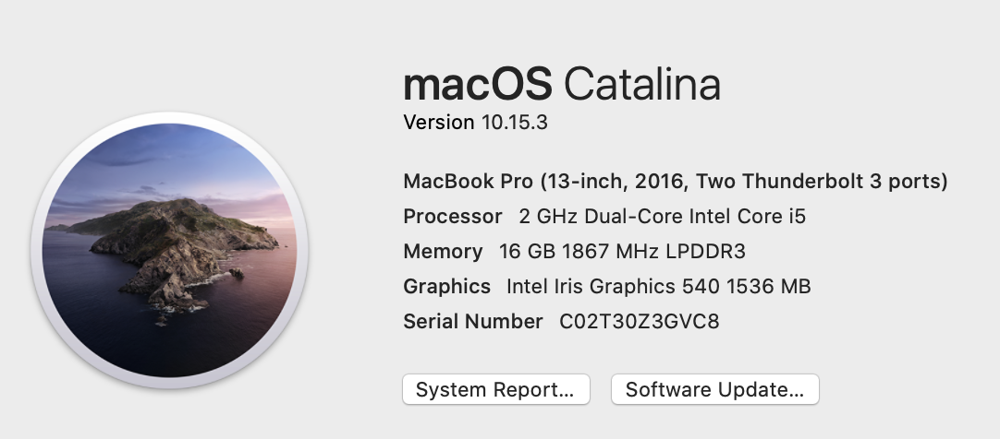 macOS Catalina
Version 10.15.3
MacBook Pro (13-inch, 2016, Two Thunderbolt 3 ports)
Processor 2 GHz Dual-Core Intel Core i5
Memory 16 GB 1867 MHz LPDDR3
Graphics Intel Iris Graphics 540 1536 MB
Serial Number C02T30Z3GVC8
System Report...
Software Update...